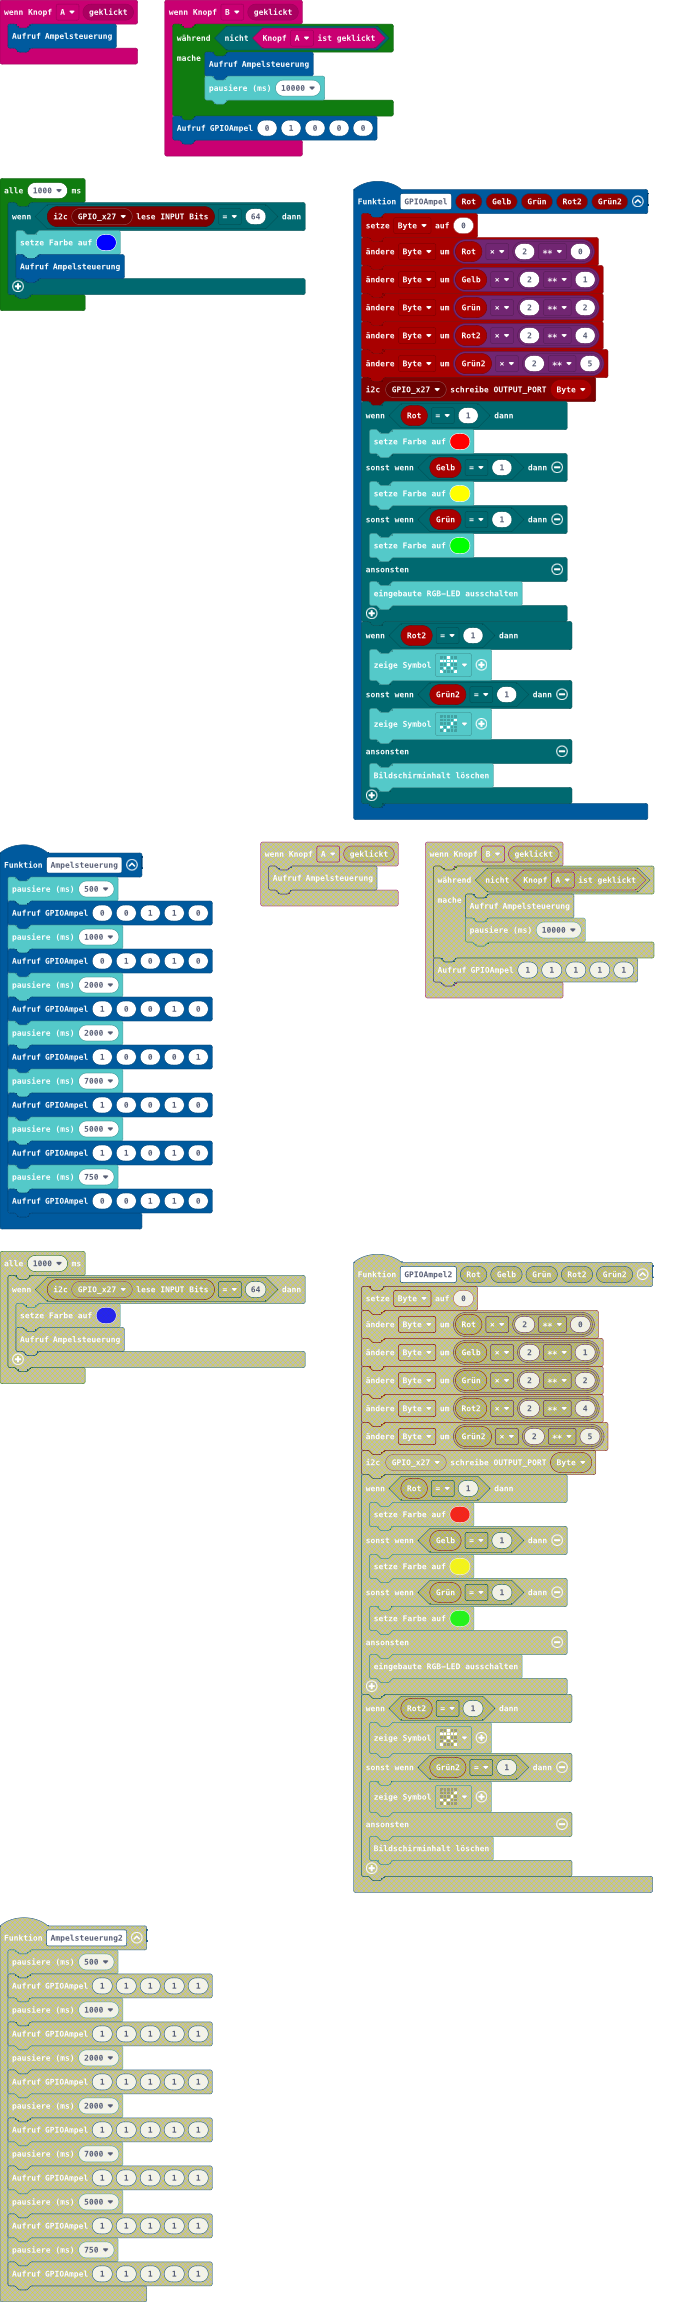 wenn Knopf A geklickt
Aufruf Ampelsteuerung
wenn Knopf B geklickt
während nicht Knopf A ist geklickt
mache
Aufruf Ampelsteuerung
pausiere (ms) 10000
Aufruf GPIOAmpel 0 1 0 0 0
alle 1000 ms
wenn i2c GPIO_x27 lese INPUT Bits = 64 dann
setze Farbe auf
Aufruf Ampelsteuerung
Funktion GPIOAmpel Rot Gelb Grün Rot2 Grün2
setze Byte auf 0
ändere Byte um Rot × 2 ** 0
ändere Byte um Gelb × 2 ** 1
ändere Byte um Grün × 2 ** 2
ändere Byte um Rot2 × 2 ** 4
ändere Byte um Grün2 × 2 ** 5
i2c GPIO_x27 schreibe OUTPUT_PORT Byte
wenn Rot = 1 dann
setze Farbe auf
sonst wenn Gelb = 1 dann
setze Farbe auf
sonst wenn Grün = 1 dann
setze Farbe auf
ansonsten
eingebaute RGB-LED ausschalten
wenn Rot2 = 1 dann
zeige Symbol
sonst wenn Grün2 = 1 dann
zeige Symbol
ansonsten
Bildschirminhalt löschen
Funktion Ampelsteuerung
pausiere (ms) 500
Aufruf GPIOAmpel 0 0 1 1 0
pausiere (ms) 1000
Aufruf GPIOAmpel 0 1 0 1 0
pausiere (ms) 2000
Aufruf GPIOAmpel 1 0 0 1 0
pausiere (ms) 2000
Aufruf GPIOAmpel 1 0 0 0 1
pausiere (ms) 7000
Aufruf GPIOAmpel 1 0 0 1 0
pausiere (ms) 5000
Aufruf GPIOAmpel 1 1 0 1 0
pausiere (ms) 750
Aufruf GPIOAmpel 0 0 1 1 0
wenn Knopf A geklickt
Aufruf Ampelsteuerung
wenn Knopf B geklickt
während nicht Knopf A ist geklickt
mache
Aufruf Ampelsteuerung
pausiere (ms) 10000
Aufruf GPIOAmpel 1 1 1 1 1
alle 1000 ms
wenn i2c GPIO_x27 lese INPUT Bits = 64 dann
setze Farbe auf
Aufruf Ampelsteuerung
Funktion GPIOAmpel2 Rot Gelb Grün Rot2 Grün2
setze Byte auf 0
ändere Byte um Rot × 2 ** 0
ändere Byte um Gelb × 2 ** 1
ändere Byte um Grün × 2 ** 2
ändere Byte um Rot2 × 2 ** 4
ändere Byte um Grün2 × 2 ** 5
i2c GPIO_x27 schreibe OUTPUT_PORT Byte
wenn Rot = 1 dann
setze Farbe auf
sonst wenn Gelb = 1 dann
setze Farbe auf
sonst wenn Grün = 1 dann
setze Farbe auf
ansonsten
eingebaute RGB-LED ausschalten
wenn Rot2 = 1 dann
zeige Symbol
sonst wenn Grün2 = 1 dann
zeige Symbol
ansonsten
Bildschirminhalt löschen
Funktion Ampelsteuerung2
pausiere (ms) 500
Aufruf GPIOAmpel 1 1 1 1 1
pausiere (ms) 1000
Aufruf GPIOAmpel 1 1 1 1 1
pausiere (ms) 2000
Aufruf GPIOAmpel 1 1 1 1 1
pausiere (ms) 2000
Aufruf GPIOAmpel 1 1 1 1 1
pausiere (ms) 7000
Aufruf GPIOAmpel 1 1 1 1 1
pausiere (ms) 5000
Aufruf GPIOAmpel 1 1 1 1 1
pausiere (ms) 750
Aufruf GPIOAmpel 1 1 1 1 1